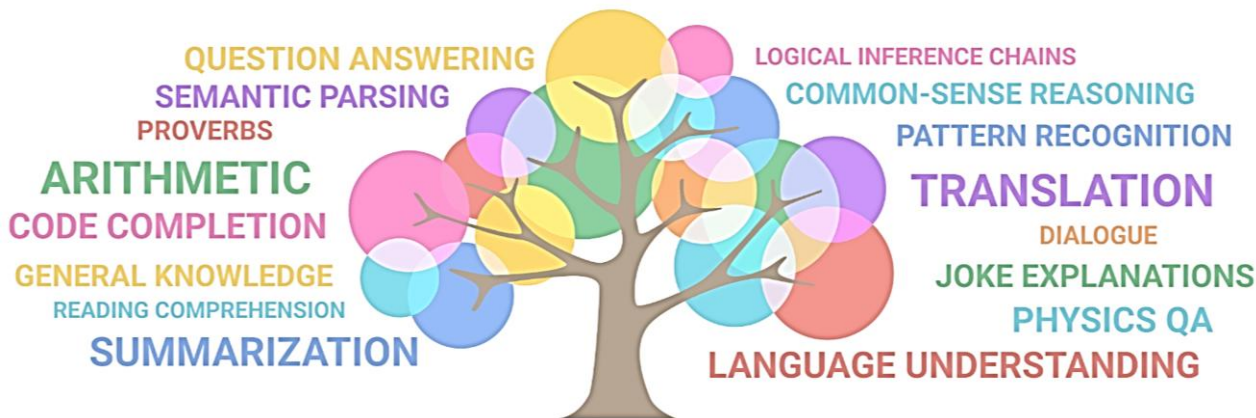 QUESTION ANSWERING
SEMANTIC PARSING
PROVERBS
ARITHMETIC
CODE COMPLETION
GENERAL KNOWLEDGE
READING COMPREHENSION
SUMMARIZATION
LOGICAL INFERENCE CHAINS
COMMON-SENSE REASONING
PATTERN RECOGNITION
TRANSLATION
DIALOGUE
JOKE EXPLANATIONS
PHYSICS QA
LANGUAGE UNDERSTANDING